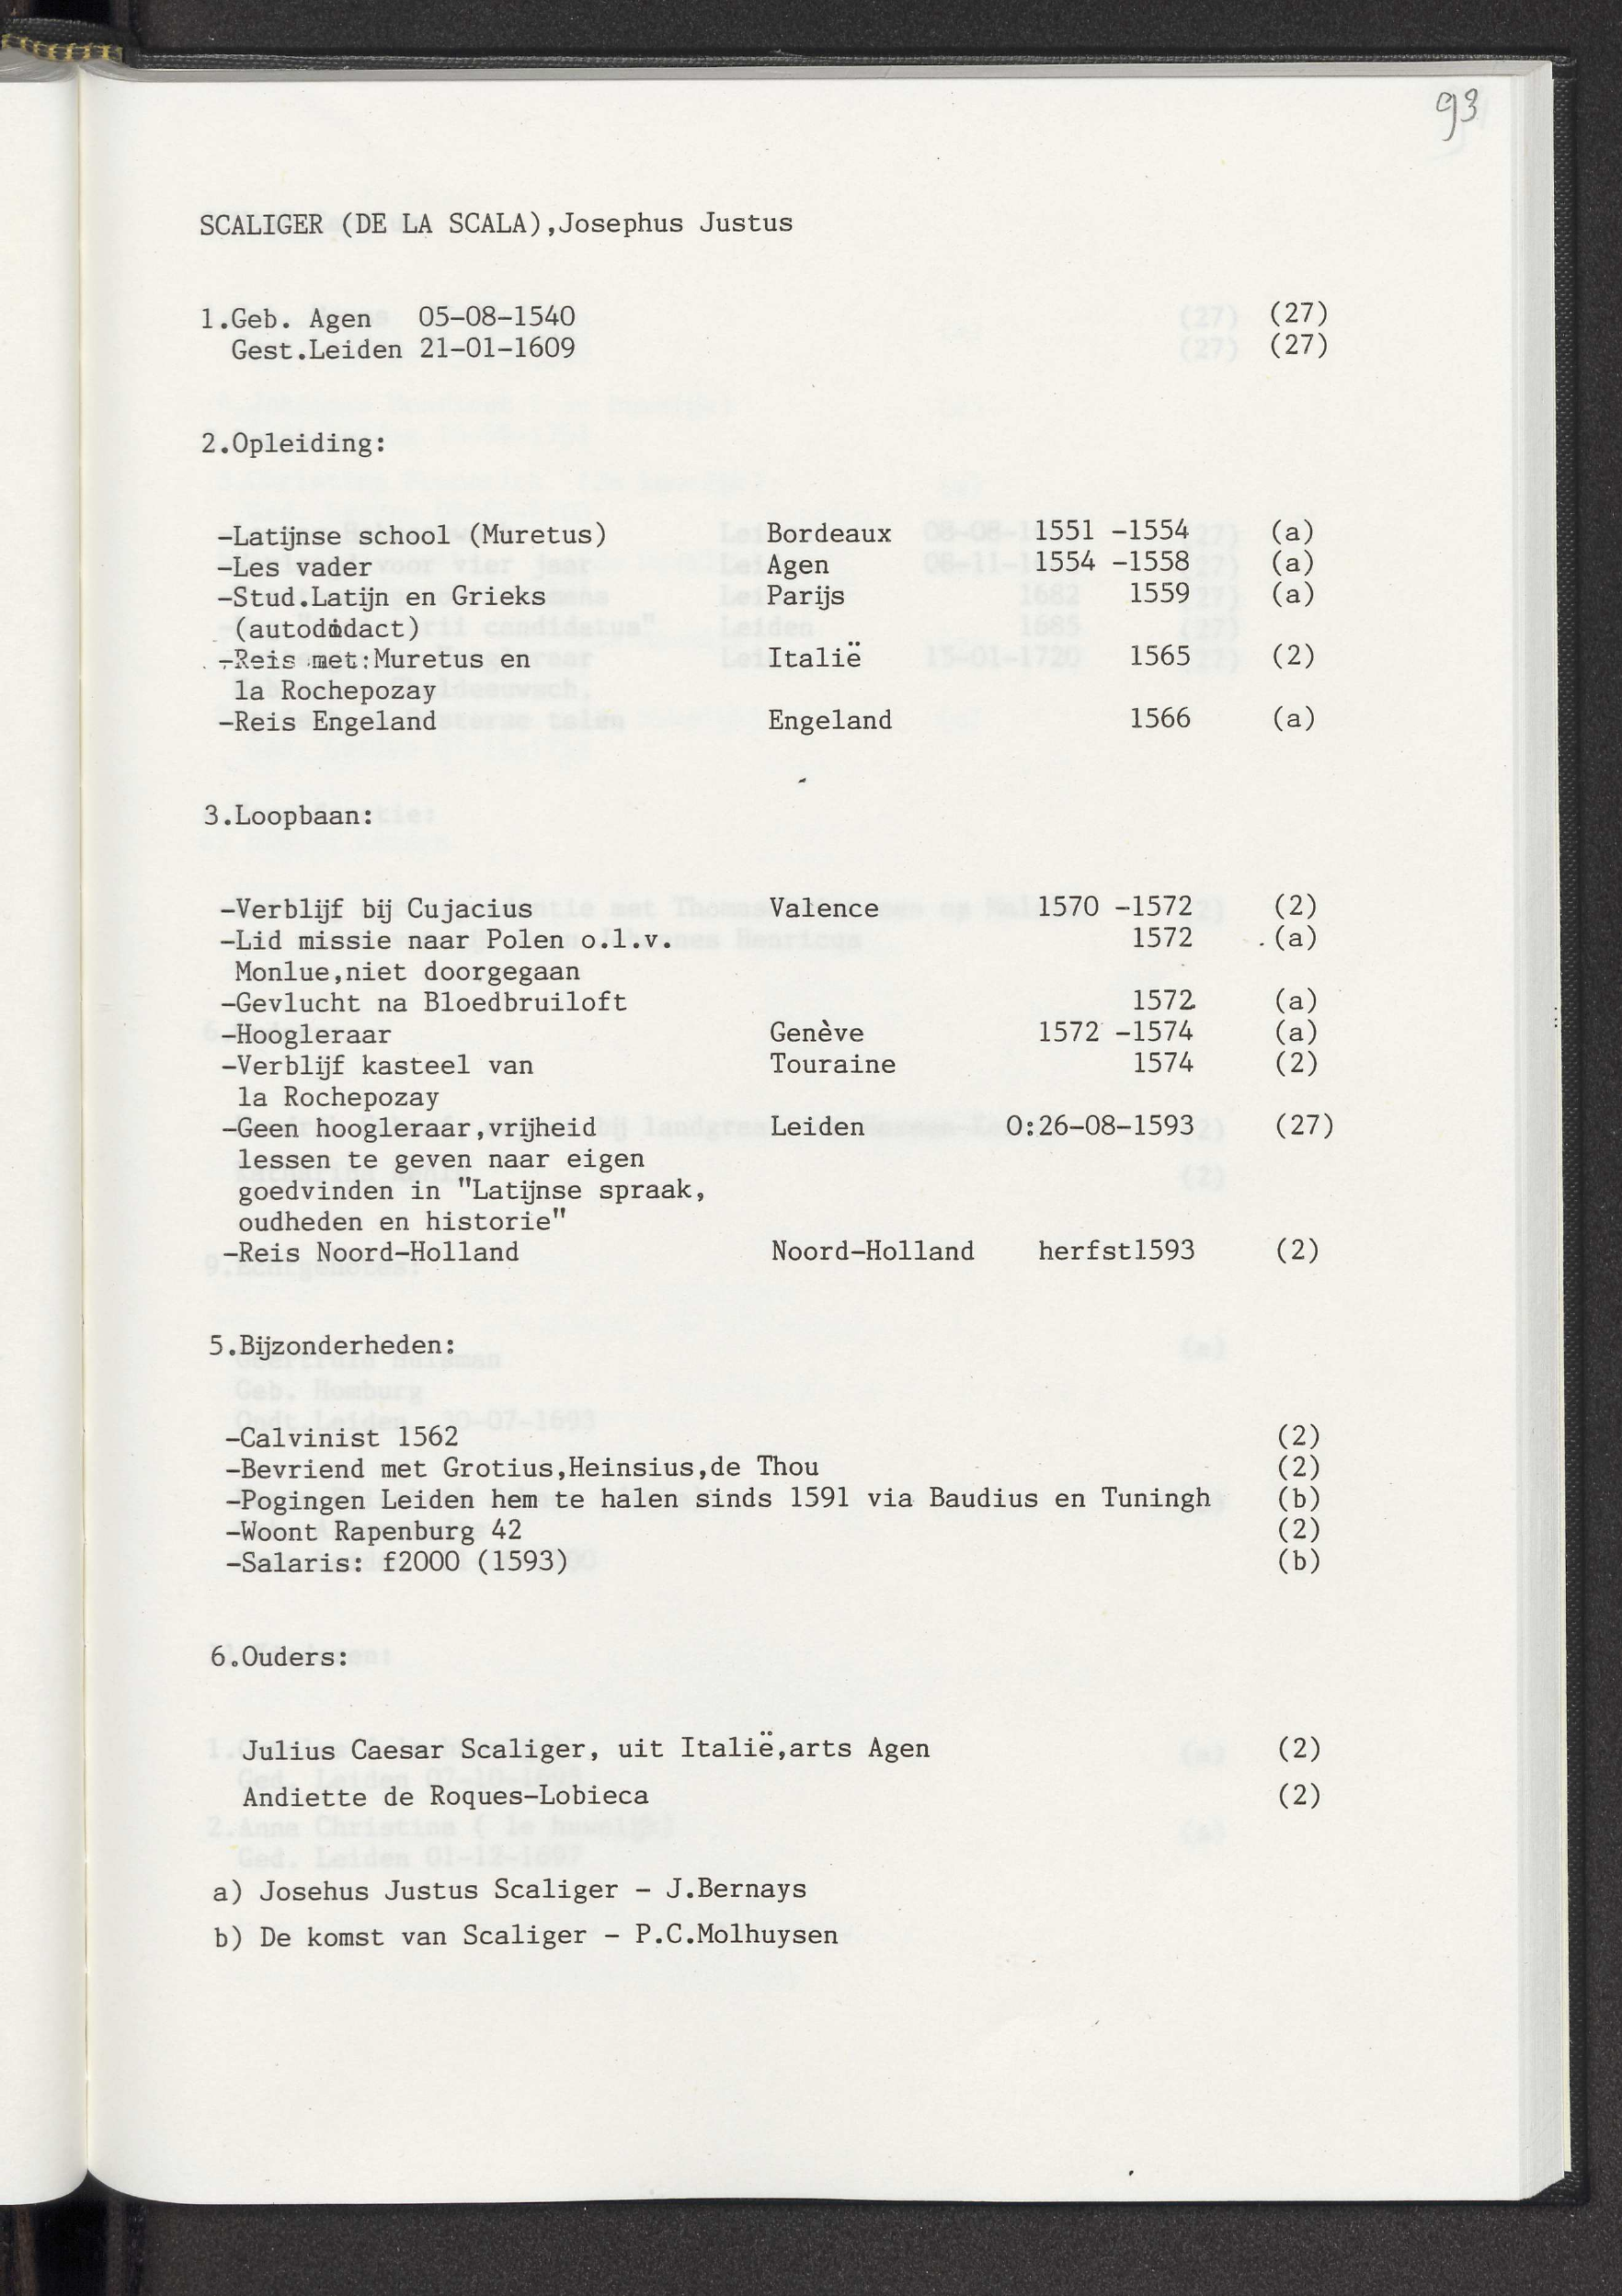 93
SCALIGER (DE LA SCALA),Josephus Justus
1.Geb. Agen 05-08-1540 (27)
Gest.Leiden 21-01-1609 (27)
2.Opleiding:
-Latijnse school (Muretus) Bordeaux 1551 -1554 (a)
-Les vader Agen 1554 -1558 (a)
-Stud.Latijn en Grieks Parijs 1559 (a)
(autodidact)
-Reis met:Muretus en Italië 1565 (2)
la Rochepozay
-Reis Engeland Engeland 1566 (a)
3.Loopbaan:
-Verblijf bij Cujacius Valence 1570 -1572 (2)
-Lid missie naar Polen o.l.v. 1572 (a)
Monlue,niet doorgegaan
-Gevlucht na Bloedbruiloft 1572 (a)
-Hoogleraar Genève 1572 -1574 (a)
-Verblijf kasteel van Touraine 1574 (2)
la Rochepozay
-Geen hoogleraar,vrijheid Leiden O:26-08-1593 (27)
lessen te geven naar eigen
goedvinden in "Latijnse spraak,
oudheden en historie"
-Reis Noord-Holland Noord-Holland herfst1593 (2)
5.Bijzonderheden:
-Calvinist 1562 (2)
-Bevriend met Grotius,Heinsius,de Thou (2)
-Pogingen Leiden hem te halen sinds 1591 via Baudius en Tuningh (b)
-Woont Rapenburg 42 (2)
-Salaris: f2000 (1593) (b)
6.Ouders:
Julius Caesar Scaliger, uit Italië,arts Agen (2)
Andiette de Roques-Lobieca (2)
a) Josehus Justus Scaliger - J.Bernays
b) De komst van Scaliger - P.C.Molhuysen